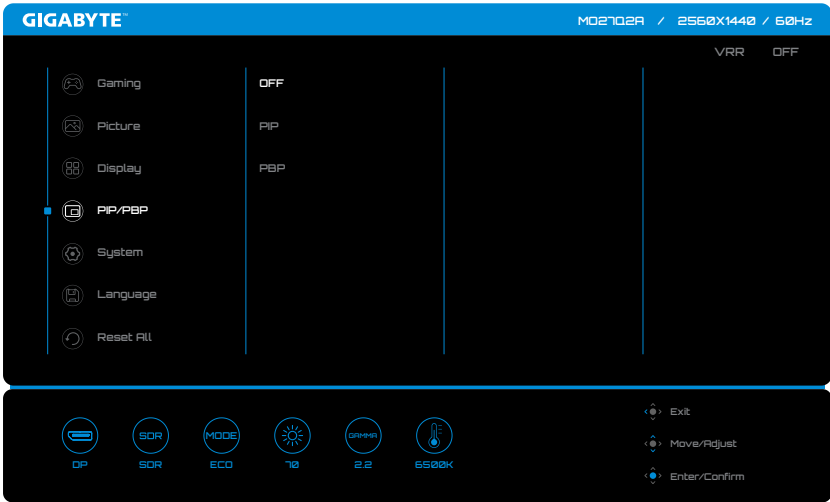 GIGABYTE™
MO27Q2A / 2560X1440 / 60Hz
VRR OFF
Gaming
OFF
Picture
PIP
Display
PBP
PIP/PBP
System
Language
Reset All
SDR
MODE
GAMMA
DP
SDR
ECO
70
2.2
6500K
Exit
Move/Adjust
Enter/Confirm